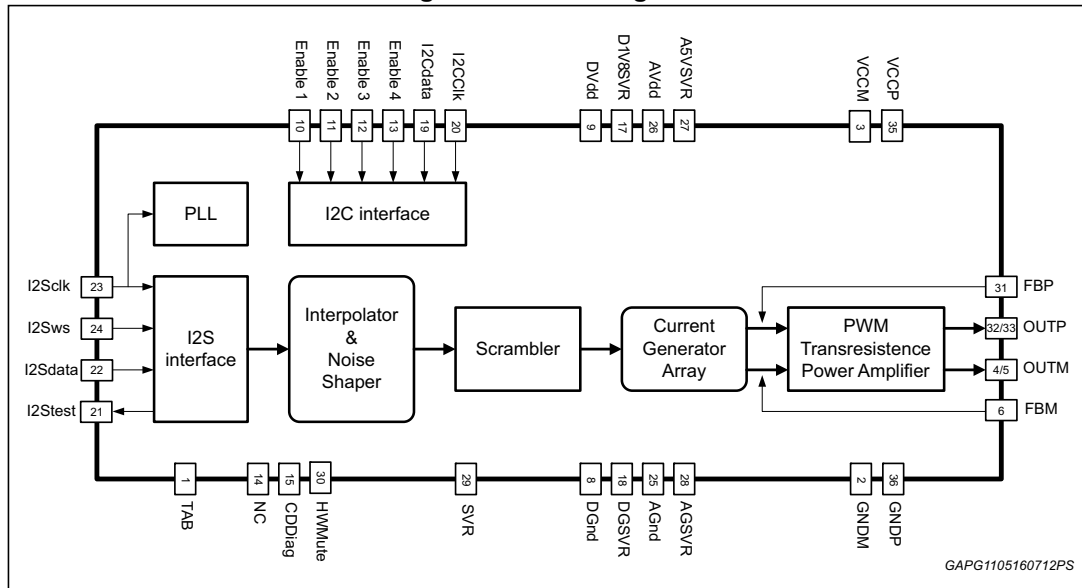 Enable 1
Enable 2
Enable 3
Enable 4
I2Cdata
I2CClk
DVdd
D1V8SVR
AVdd
A5VSVR
VCCM
VCCP
10
11
12
13
19
20
9
17
26
27
3
35
PLL
I2C interface
I2Sclk
23
I2Sws
24
I2Sdata
22
I2Stest
21
I2S
interface
Interpolator
&
Noise
Shaper
Scrambler
Current
Generator
Array
PWM
Transresistence
Power Amplifier
31
FBP
32/33
OUTP
4/5
OUTM
6
FBM
1
14
15
30
29
8
18
25
28
2
36
TAB
NC
CDDiag
HWMute
SVR
DGnd
DGSVR
AGnd
AGSVR
GNDM
GNDP
GAPG1105160712PS